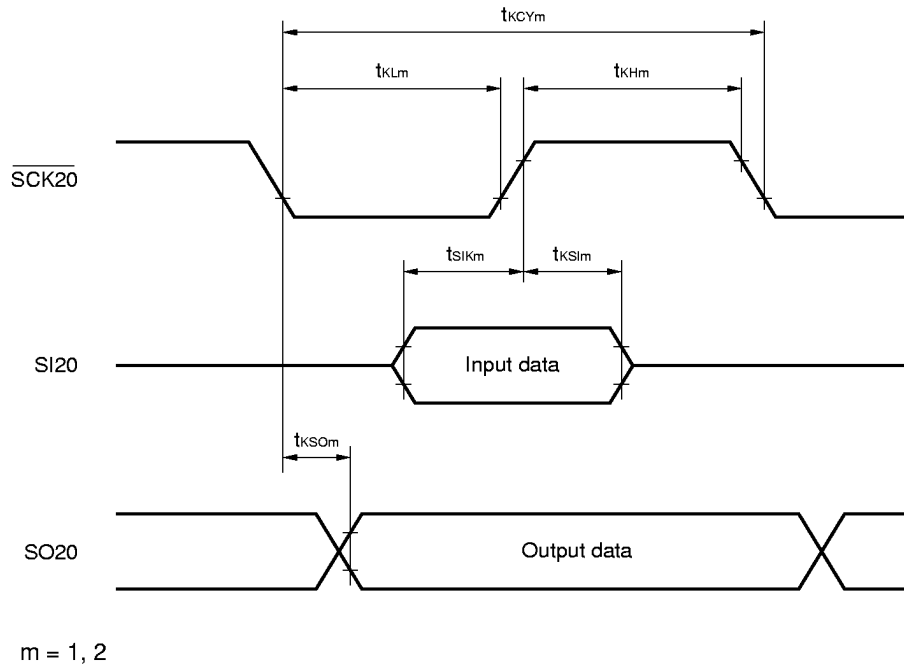 tKCYm
tKLm
tKHm
SCK20
tSIKm
tKSIm
SI20
Input data
tKSOm
SO20
Output data
m = 1, 2